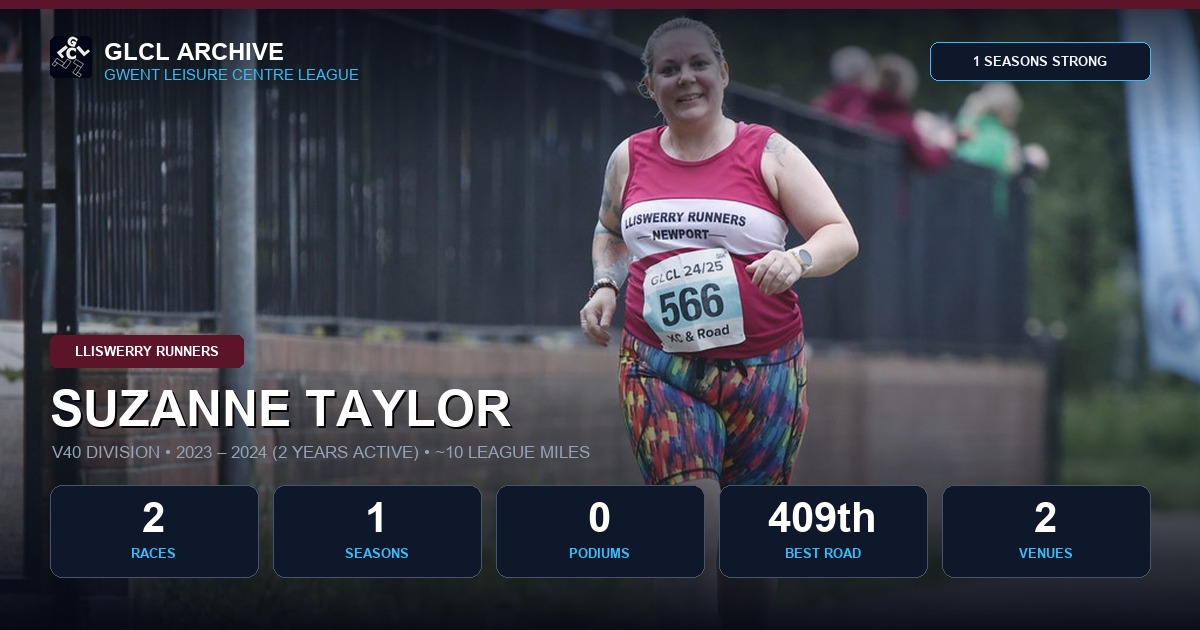 GLCL ARCHIVE
GWENT LEISURE CENTRE LEAGUE
1 SEASONS STRONG
LLISWERRY RUNNERS
NEWPORT
GLCL 24/25
566
XC & Road
LLISWERRY RUNNERS
SUZANNE TAYLOR
V40 DIVISION • 2023 – 2024 (2 YEARS ACTIVE) • ~10 LEAGUE MILES
2
RACES
1
SEASONS
0
PODIUMS
409th
BEST ROAD
2
VENUES